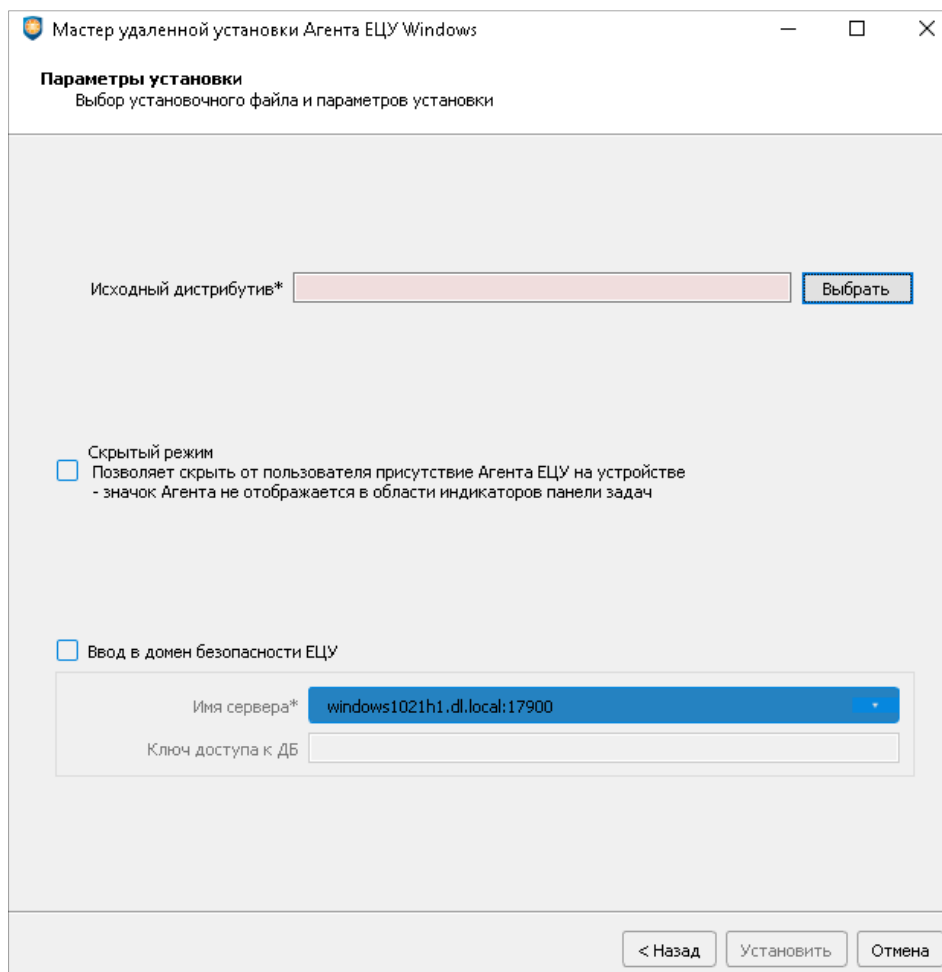 Мастер удаленной установки Агента ЕЦУ Windows
Параметры установки
Выбор установочного файла и параметров установки
Исходный дистрибутив*
Выбрать
Скрытый режим
Позволяет скрыть от пользователя присутствие Агента ЕЦУ на устройстве
- значок Агента не отображается в области индикаторов панели задач
Ввод в домен безопасности ЕЦУ
Имя сервера* windows1021h1.dl.local:17900
Ключ доступа к ДБ
< Назад Установить Отмена